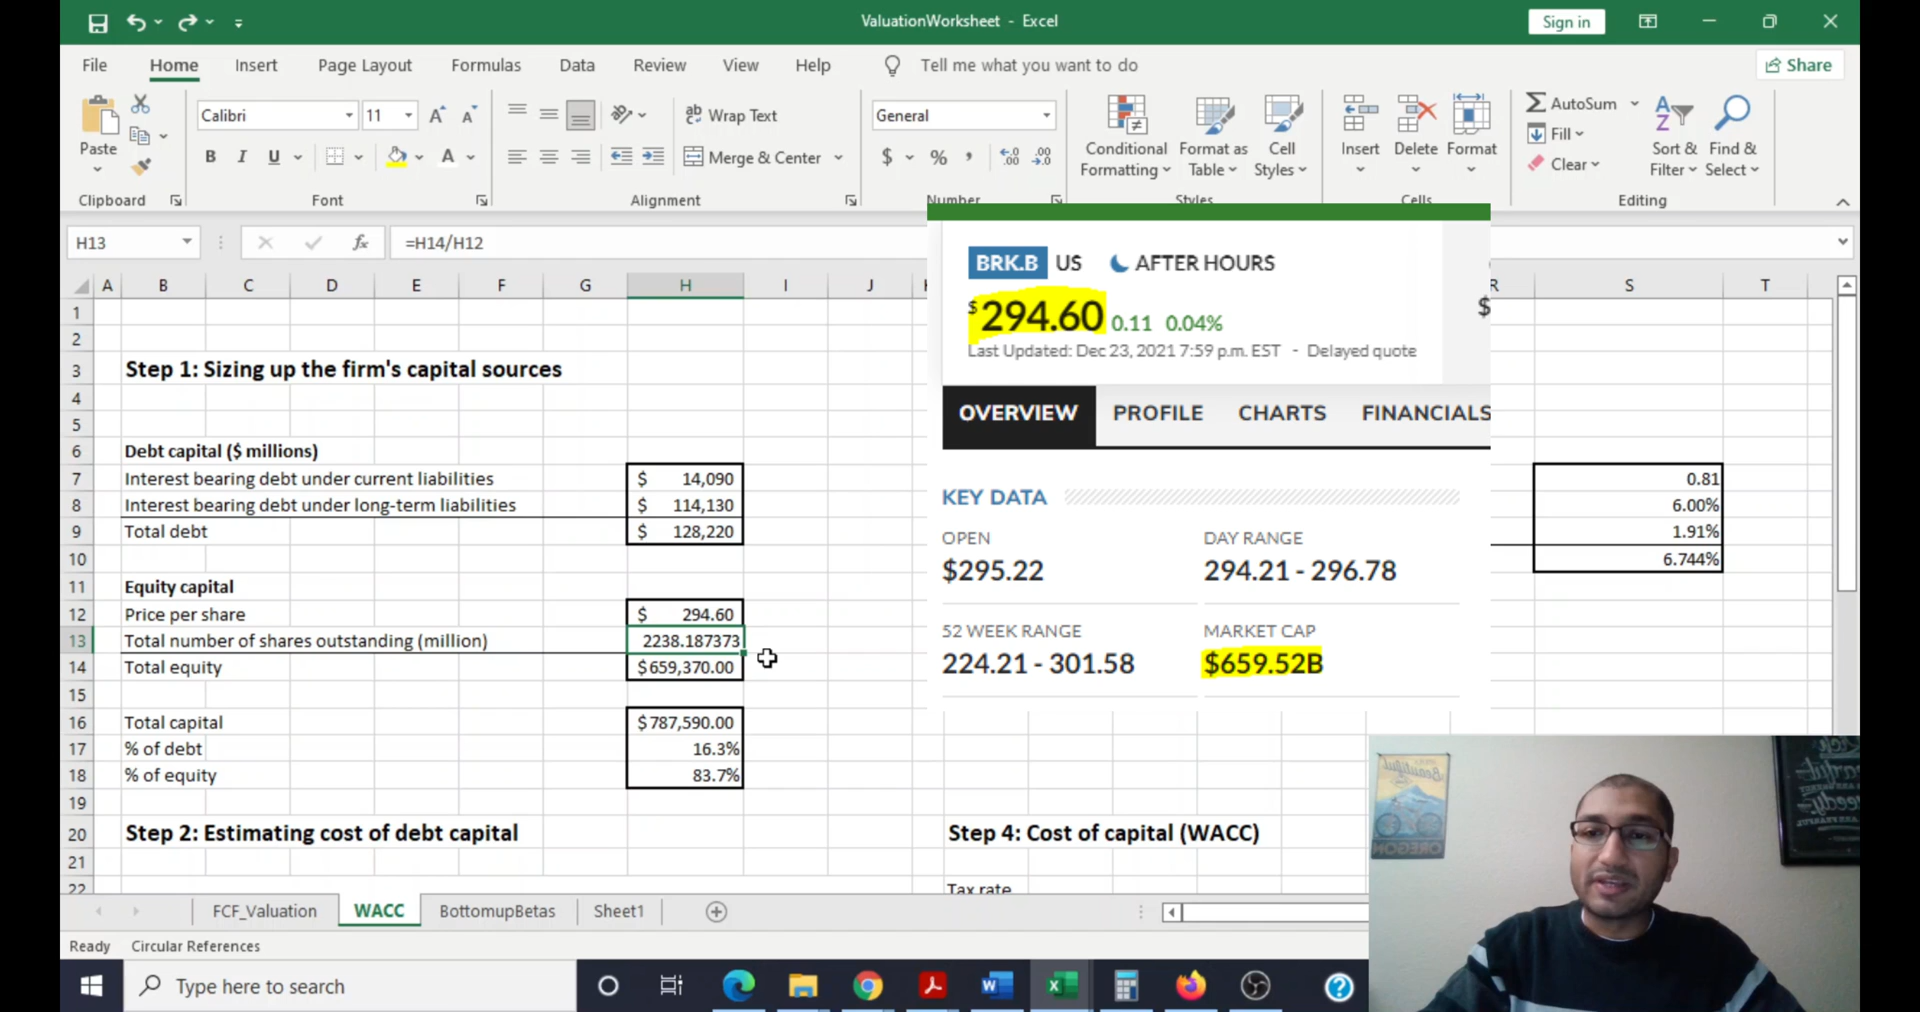 ValuationWorksheet - Excel
Sign in
File Home Insert Page Layout Formulas Data Review View Help Tell me what you want to do Share
Paste
Clipboard
Calibri 11
B I U A
Font
Wrap Text
Merge & Center
Alignment
General
$ % ,
Number
Conditional Formatting
Format as Table
Cell Styles
Styles
Insert
Delete
Format
Cells
AutoSum
Fill
Clear
Sort & Filter
Find & Select
Editing
H13 fx =H14/H12
A B C D E F G H I J R S T
1
2
3 Step 1: Sizing up the firm's capital sources
4
5
6 Debt capital ($ millions)
7 Interest bearing debt under current liabilities $ 14,090 0.81
8 Interest bearing debt under long-term liabilities $ 114,130 6.00%
9 Total debt $ 128,220 1.91%
10 6.744%
11 Equity capital
12 Price per share $ 294.60
13 Total number of shares outstanding (million) 2238.187373
14 Total equity $659,370.00
15
16 Total capital $787,590.00
17 % of debt 16.3%
18 % of equity 83.7%
19
20 Step 2: Estimating cost of debt capital Step 4: Cost of capital (WACC)
21
22 Tax rate
BRK.B US AFTER HOURS
$294.60 0.11 0.04%
$
Last Updated: Dec 23, 2021 7:59 p.m. EST - Delayed quote
OVERVIEW PROFILE CHARTS FINANCIALS
KEY DATA
OPEN
$295.22
DAY RANGE
294.21 - 296.78
52 WEEK RANGE
224.21 - 301.58
MARKET CAP
$659.52B
OREGON
FCF_Valuation WACC BottomupBetas Sheet1
Ready Circular References
Type here to search